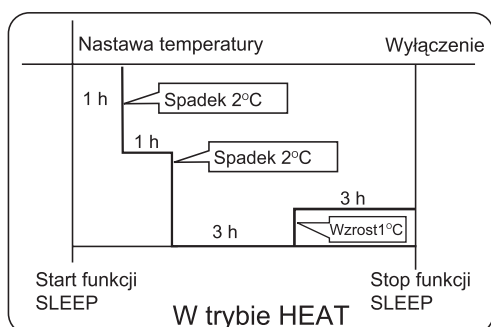 Nastawa temperatury
Wyłączenie
1 h
Spadek 2°C
1 h
Spadek 2°C
3 h
3 h
Wzrost1°C
Start funkcji
SLEEP
Stop funkcji
SLEEP
W trybie HEAT